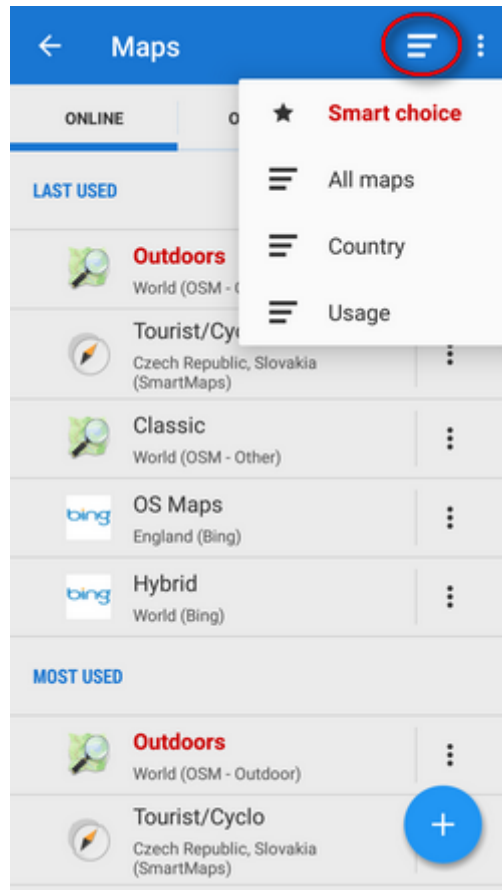 Maps
ONLINE
Smart choice
All maps
Country
Usage
LAST USED
Outdoors
World (OSM -
Czech Republic, Slovakia
(SmartMaps)
Classic
World (OSM - Other)
bing
OS Maps
England (Bing)
bing
Hybrid
World (Bing)
MOST USED
Outdoors
World (OSM - Outdoor)
Tourist/Cyclo
Czech Republic, Slovakia
(SmartMaps)